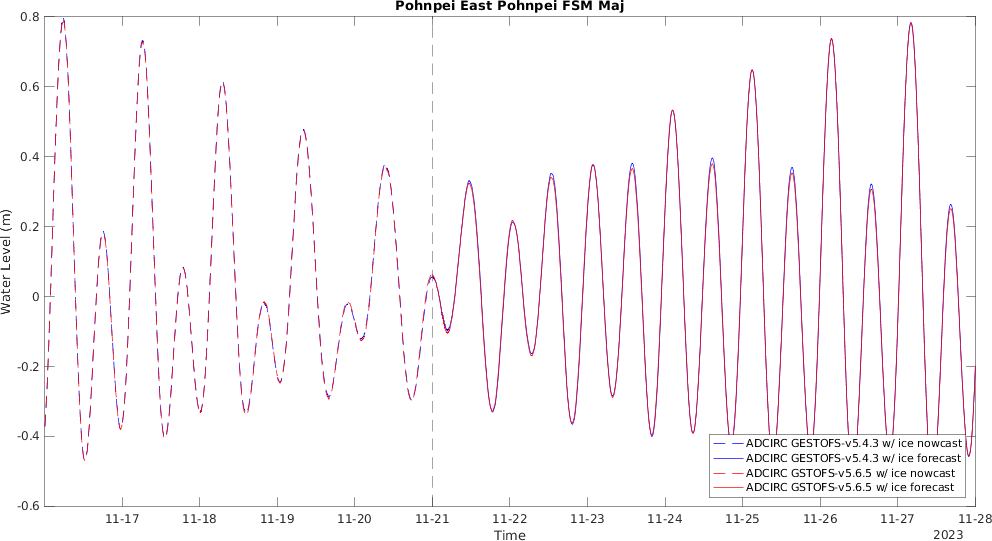 Pohnpei East Pohnpei FSM Maj
Water Level (m)
0.8
0.6
0.4
0.2
0
-0.2
-0.4
-0.6
ADCIRC GESTOFS-v5.4.3 w/ ice nowcast
ADCIRC GESTOFS-v5.4.3 w/ ice forecast
ADCIRC GSTOFS-v5.6.5 w/ ice nowcast
ADCIRC GSTOFS-v5.6.5 w/ ice forecast
11-17 11-18 11-19 11-20 11-21 11-22 11-23 11-24 11-25 11-26 11-27 11-28
Time
2023